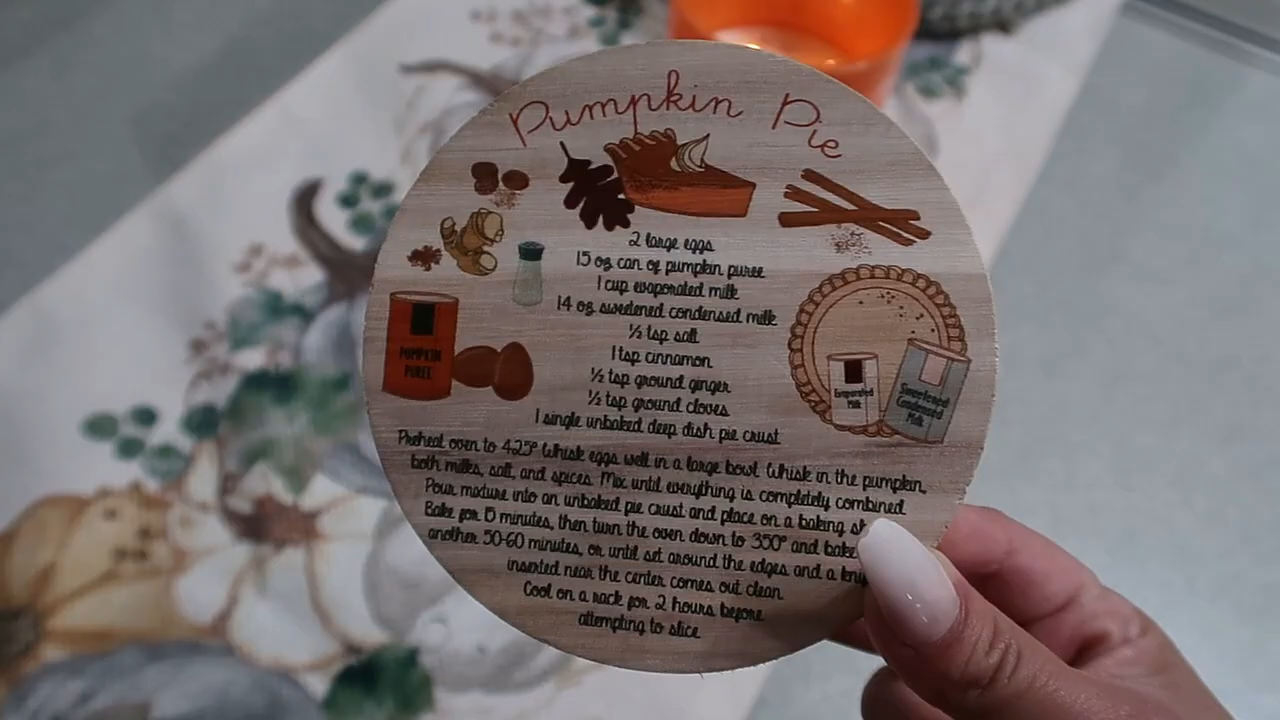 Pumpkin Pie
2 large eggs
15 oz can of pumpkin puree
1 cup evaporated milk
14 oz sweetened condensed milk
½ tsp salt
1 tsp cinnamon
½ tsp ground ginger
½ tsp ground cloves
1 single unbaked deep dish pie crust
PUMPKIN
PUREE
Evaporated
Milk
Sweetened
Condensed
Milk
Preheat oven to 425° Whisk eggs well in a large bowl. Whisk in the pumpkin,
both milks, salt, and spices. Mix until everything is completely combined.
Pour mixture into an unbaked pie crust and place on a baking
Bake for 15 minutes, then turn the oven down to 350° and bake
another 50-60 minutes, or until set around the edges and a
inserted near the center comes out clean
Cool on a rack for 2 hours before
attempting to slice